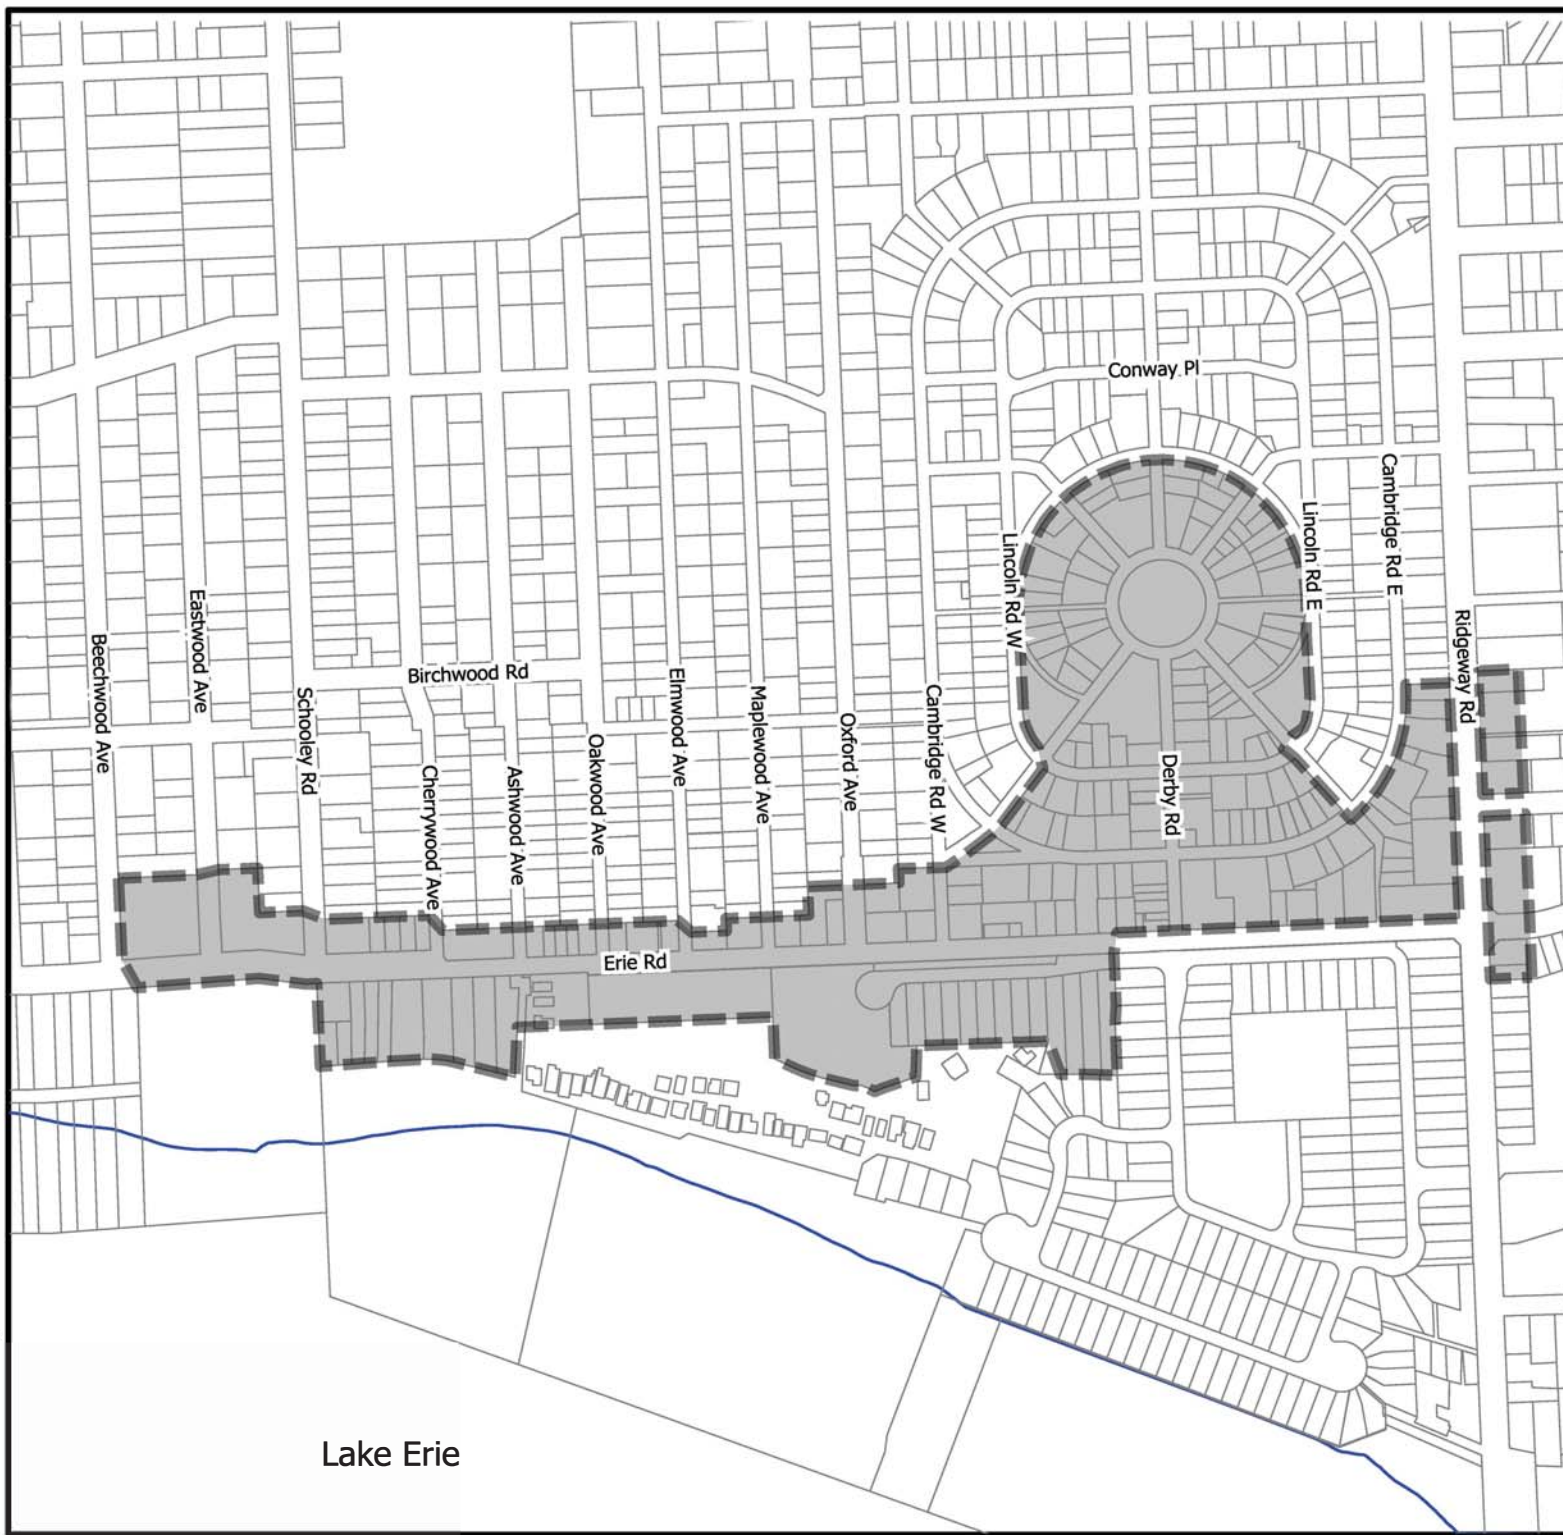 Conway Pl
Cambridge Rd E
Lincoln Rd E
Lincoln Rd W
Eastwood Ave
Ridgeway Rd
Beechwood Ave
Birchwood Rd
Elmwood Ave
Schooley Rd
Maplewood Ave
Cambridge Rd W
Oxford Ave
Oakwood Ave
Derby Rd
Cherrywood Ave
Ashwood Ave
Erie Rd
Lake Erie